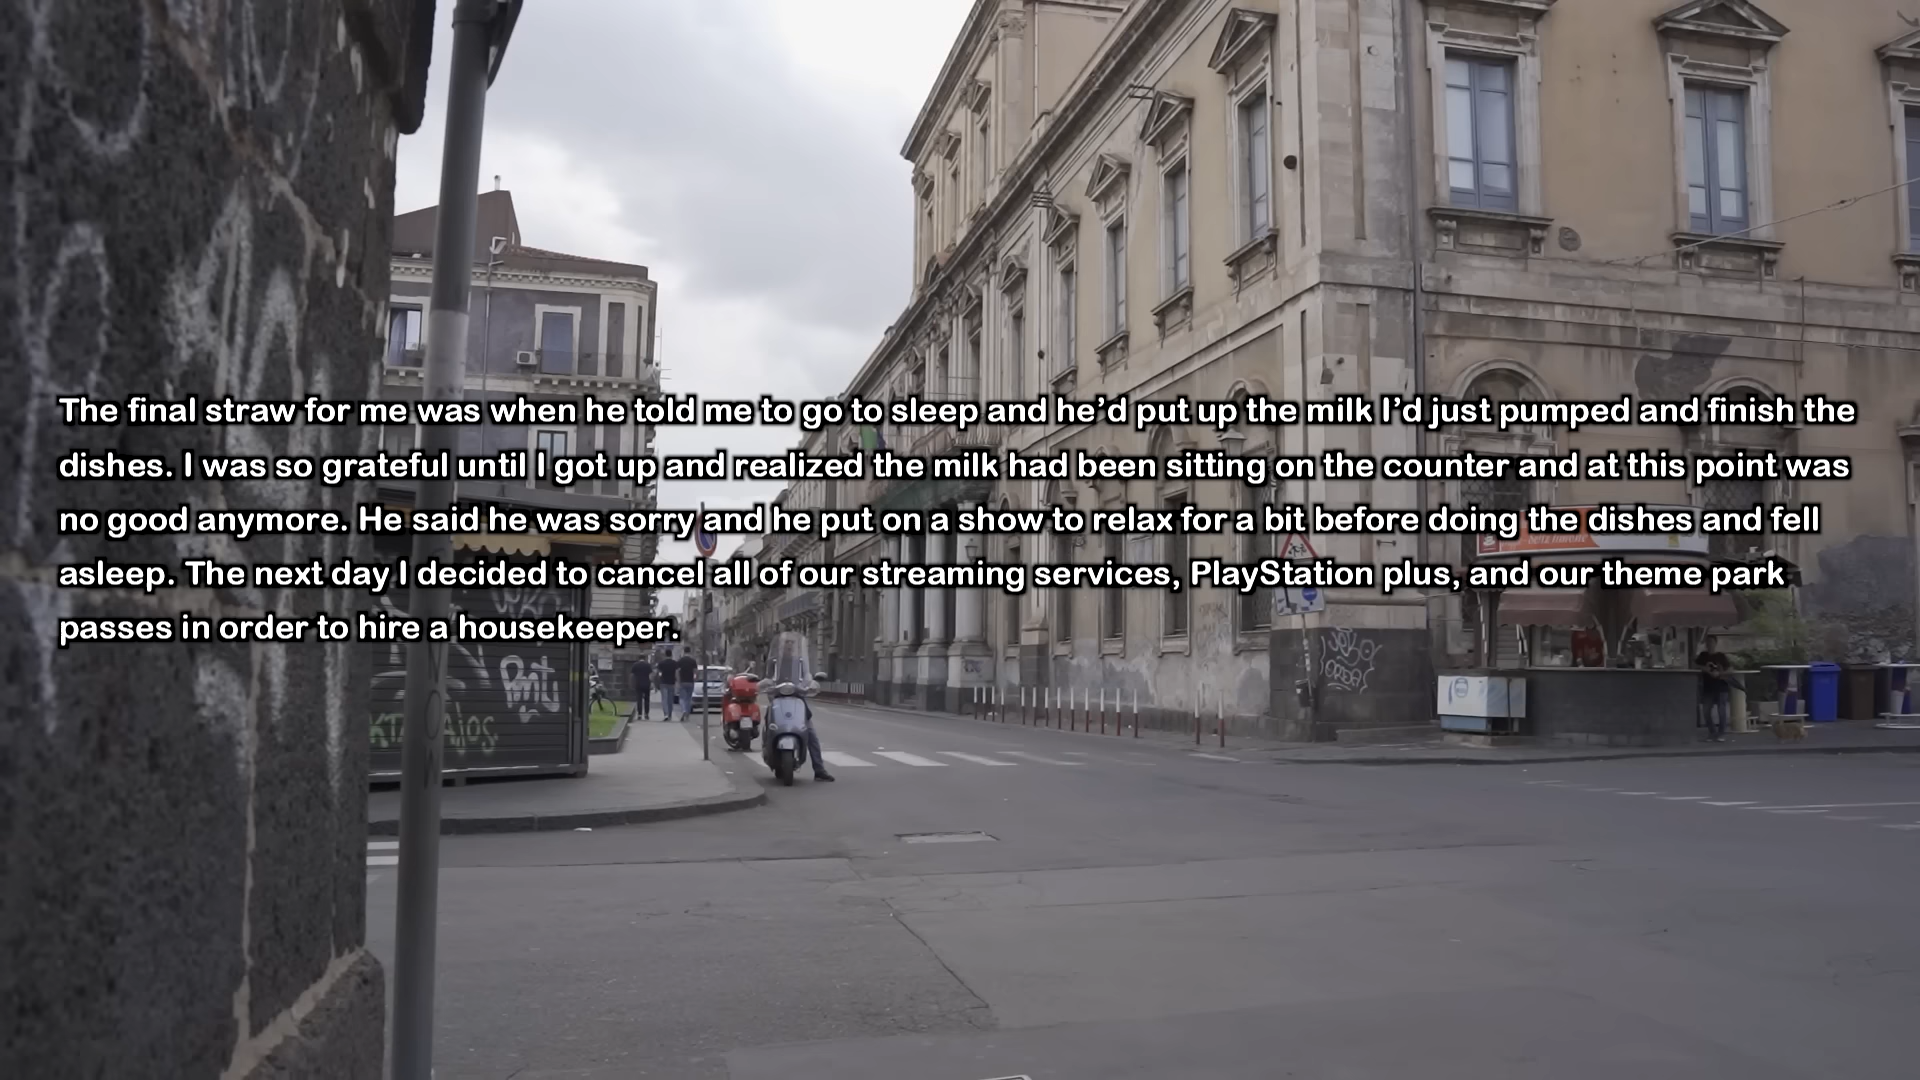 The final straw for me was when he told me to go to sleep and he’d put up the milk I’d just pumped and finish the
dishes. I was so grateful until I got up and realized the milk had been sitting on the counter and at this point was
no good anymore. He said he was sorry and he put on a show to relax for a bit before doing the dishes and fell
asleep. The next day I decided to cancel all of our streaming services, PlayStation plus, and our theme park
passes in order to hire a housekeeper.